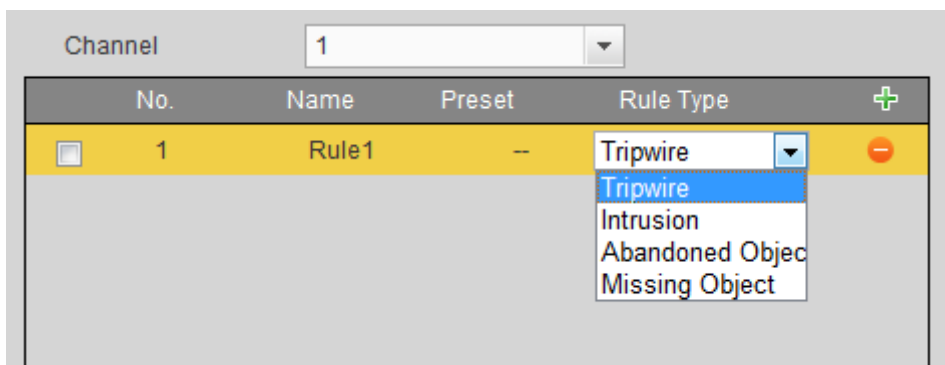 Channel 1
No. Name Preset Rule Type
1 Rule1 -- Tripwire
Tripwire
Intrusion
Abandoned Objec
Missing Object